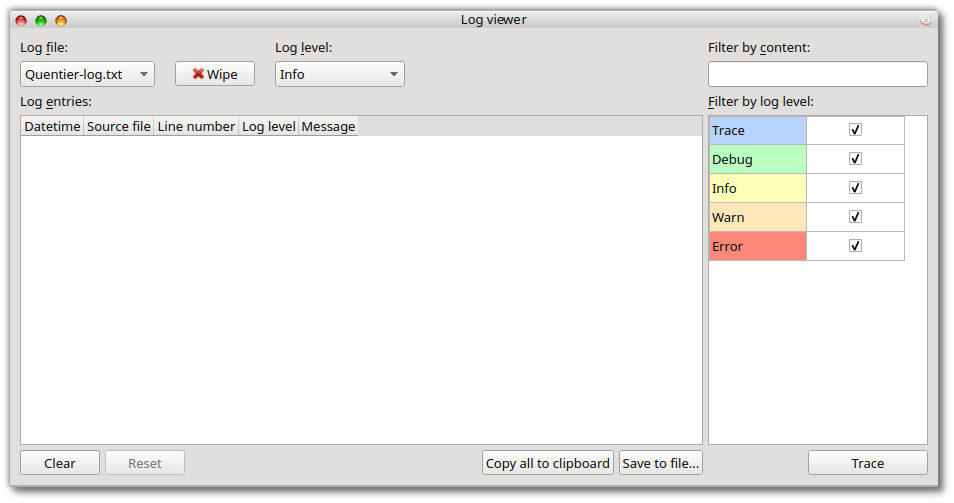 Log viewer
Log file:
Log level:
Filter by content:
Quentier-log.txt
Wipe
Info
Log entries:
Filter by log level:
Datetime Source file Line number Log level Message
Trace
Debug
Info
Warn
Error
Clear
Reset
Copy all to clipboard
Save to file...
Trace